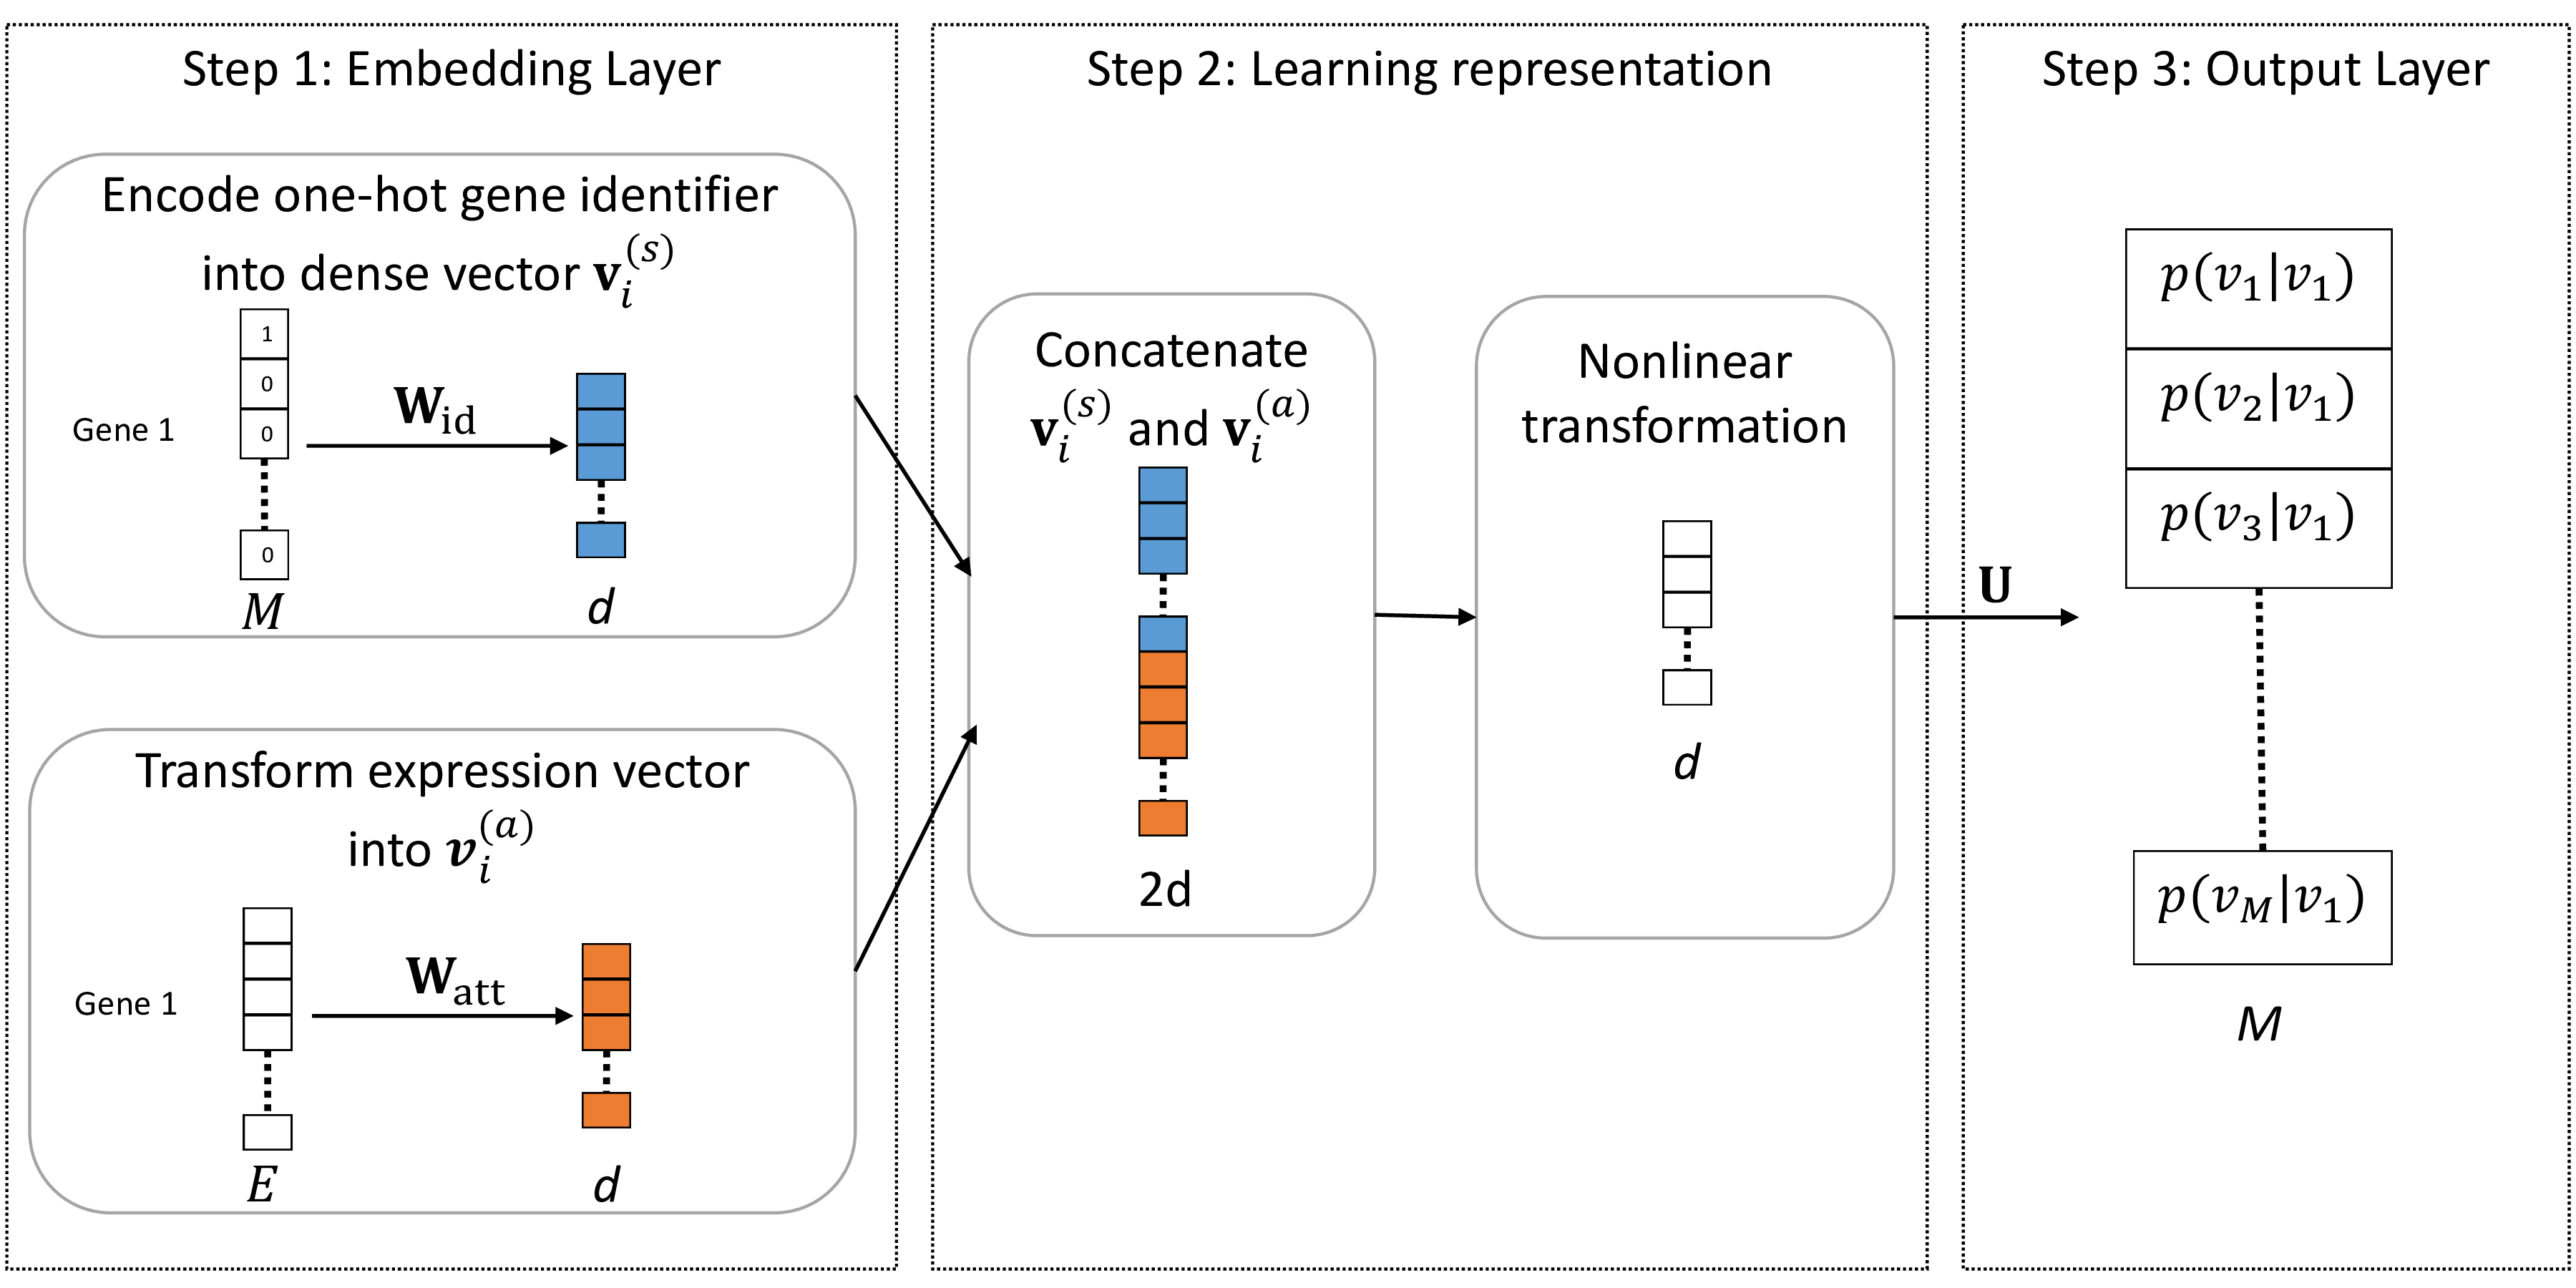 Step 1: Embedding Layer
Encode one-hot gene identifier
into dense vector v_i^(s)
1
0
0
Gene 1
W_id
0
M
d
Transform expression vector
into v_i^(a)
Gene 1
W_att
E
d
Step 2: Learning representation
Concatenate
v_i^(s) and v_i^(a)
2d
Nonlinear
transformation
d
U
Step 3: Output Layer
p(v_1|v_1)
p(v_2|v_1)
p(v_3|v_1)
p(v_M|v_1)
M